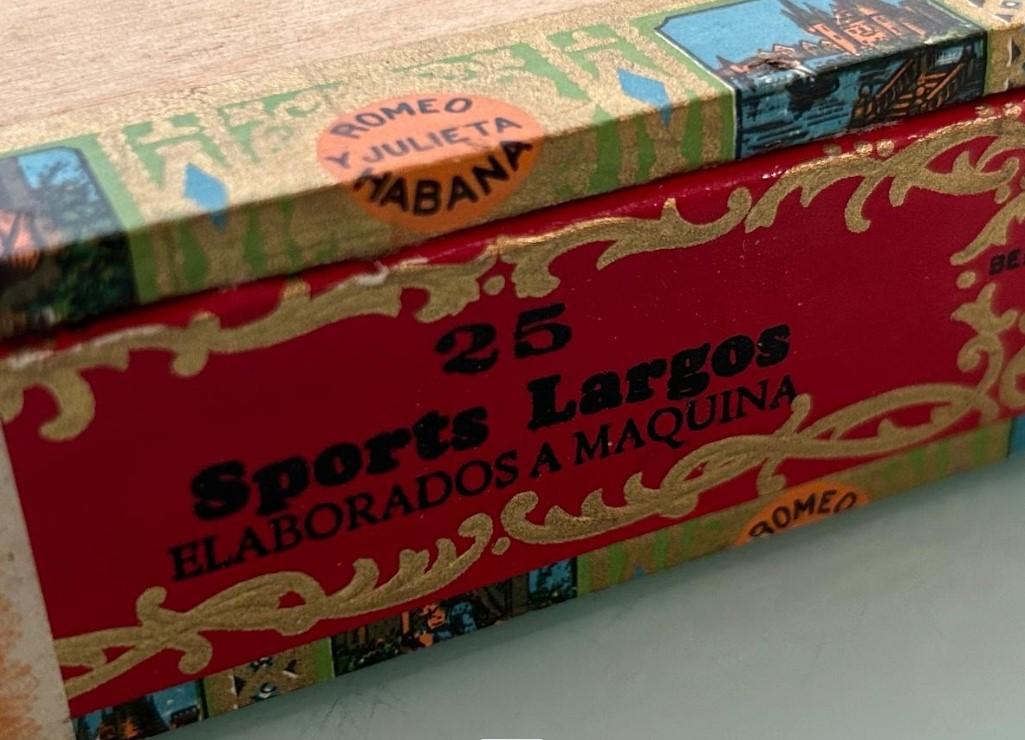 ROMEO
Y JULIETA
HABANA
25
Sports Largos
ELABORADOS A MAQUINA
ROMEO